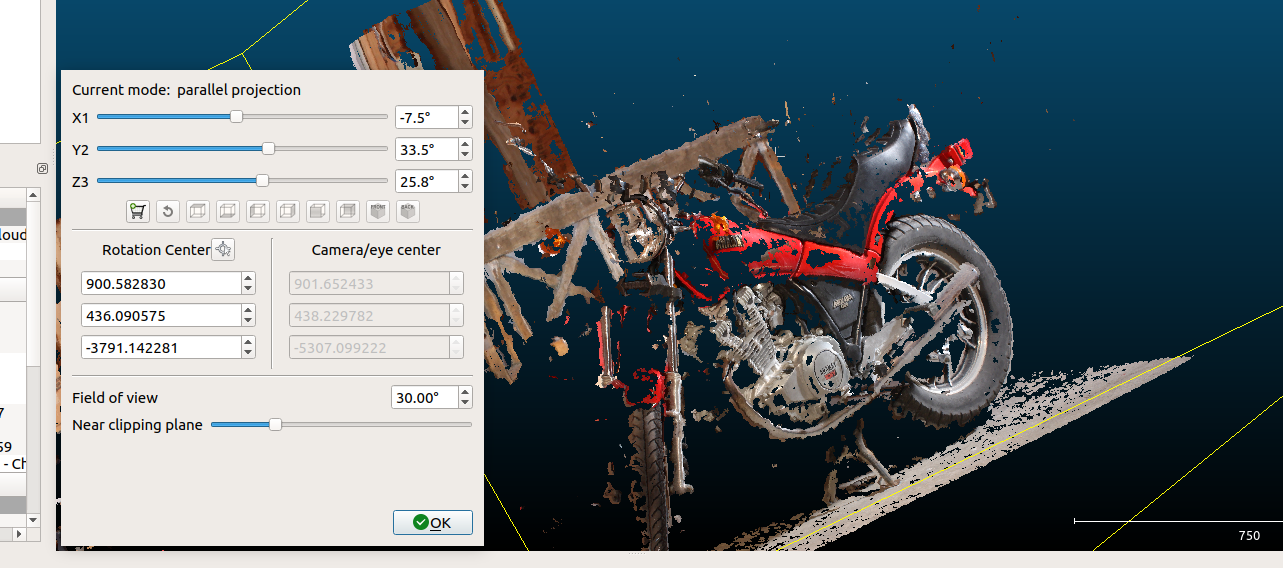 Current mode: parallel projection
X1
-7.5°
Y2
33.5°
Z3
25.8°
FRONT
BACK
Rotation Center
Camera/eye center
900.582830
901.652433
436.090575
438.229782
-3791.142281
-5307.099222
Field of view
30.00°
Near clipping plane
OK
loud
7
59
- Ch
750